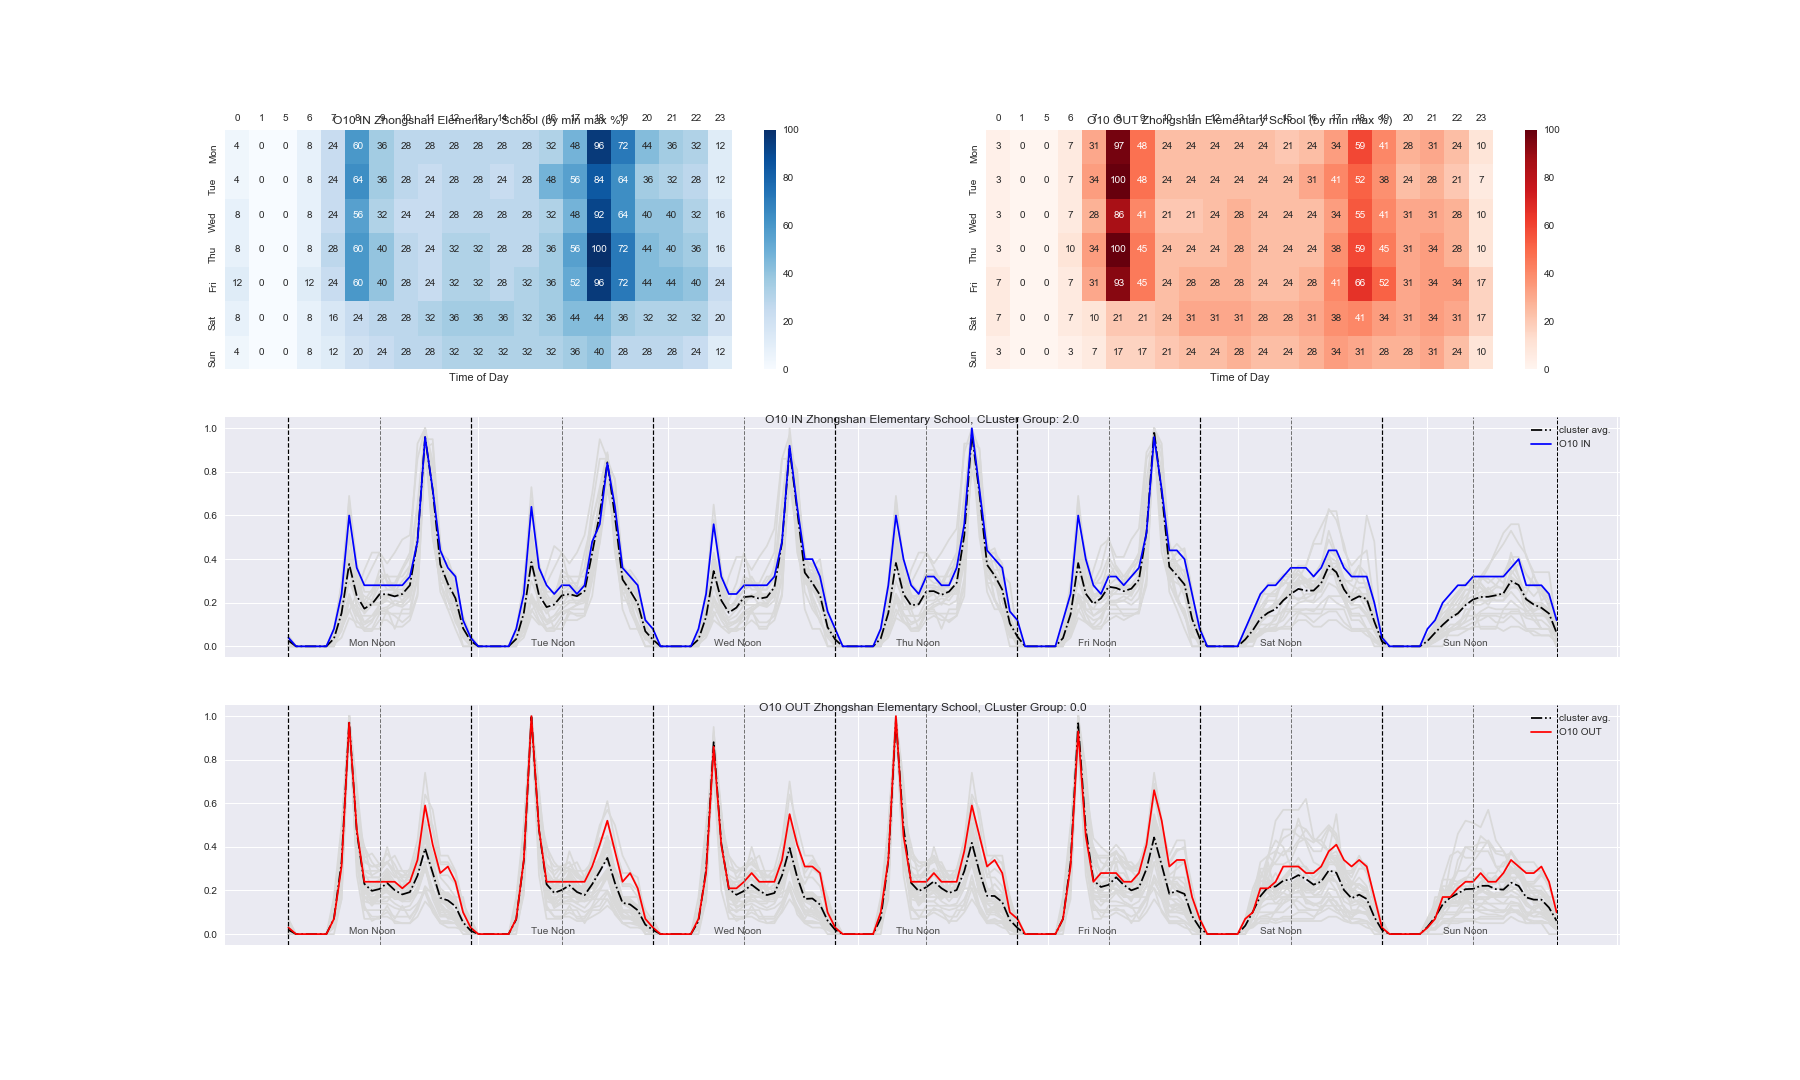 O10 IN Zhongshan Elementary School (by min max %)
0 1 5 6 7 8 9 10 11 12 13 14 15 16 17 18 19 20 21 22 23
Mon 4 0 0 8 24 60 36 28 28 28 28 28 28 32 48 96 72 44 36 32 12
Tue 4 0 0 8 24 64 36 28 24 28 28 24 28 48 56 84 64 36 32 28 12
Wed 8 0 0 8 24 56 32 24 24 28 28 28 28 32 48 92 64 40 40 32 16
Thu 8 0 0 8 28 60 40 28 24 32 32 28 28 36 56 100 72 44 40 36 16
Fri 12 0 0 12 24 60 40 28 24 32 32 28 32 36 52 96 72 44 44 40 24
Sat 8 0 0 8 16 24 28 28 32 36 36 36 32 36 44 44 36 32 32 32 20
Sun 4 0 0 8 12 20 24 28 28 32 32 32 32 32 36 40 28 28 28 24 12
Time of Day
100
80
60
40
20
0
O10 OUT Zhongshan Elementary School (by min max %)
0 1 5 6 7 8 9 10 11 12 13 14 15 16 17 18 19 20 21 22 23
Mon 3 0 0 7 31 97 48 24 24 24 24 24 21 24 34 59 41 28 31 24 10
Tue 3 0 0 7 34 100 48 24 24 24 24 24 24 31 41 52 38 24 28 21 7
Wed 3 0 0 7 28 86 41 21 21 24 28 24 24 24 34 55 41 31 31 28 10
Thu 3 0 0 10 34 100 45 24 24 24 28 24 24 24 38 59 45 31 34 28 10
Fri 7 0 0 7 31 93 45 24 28 28 28 24 24 28 41 66 52 31 34 34 17
Sat 7 0 0 7 10 21 21 24 31 31 31 28 28 31 38 41 34 31 34 31 17
Sun 3 0 0 3 7 17 17 21 24 24 28 24 24 28 34 31 28 28 31 24 10
Time of Day
100
80
60
40
20
0
O10 IN Zhongshan Elementary School, CLuster Group: 2.0
cluster avg.
O10 IN
1.0
0.8
0.6
0.4
0.2
0.0
Mon Noon Tue Noon Wed Noon Thu Noon Fri Noon Sat Noon Sun Noon
O10 OUT Zhongshan Elementary School, CLuster Group: 0.0
cluster avg.
O10 OUT
1.0
0.8
0.6
0.4
0.2
0.0
Mon Noon Tue Noon Wed Noon Thu Noon Fri Noon Sat Noon Sun Noon